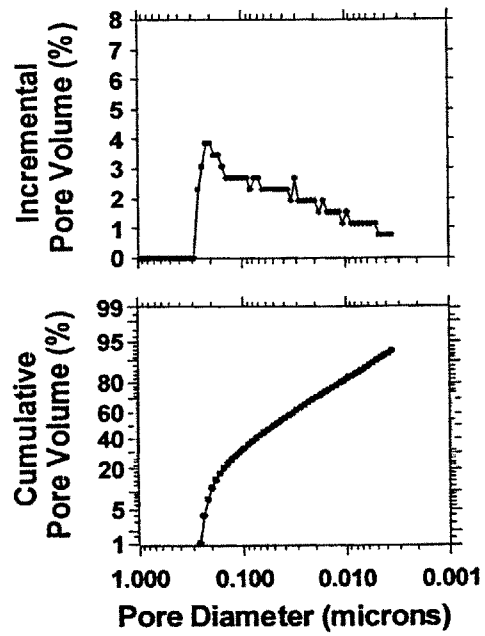 Incremental
Pore Volume (%)
8
7
6
5
4
3
2
1
0
Cumulative
Pore Volume (%)
99
95
80
60
40
20
5
1
1.000 0.100 0.010 0.001
Pore Diameter (microns)